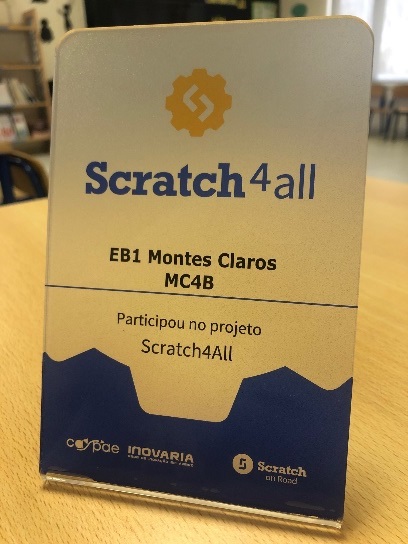 Scratch4all
EB1 Montes Claros
MC4B
Participou no projeto
Scratch4All
INOVARIA
Scratch
on Road